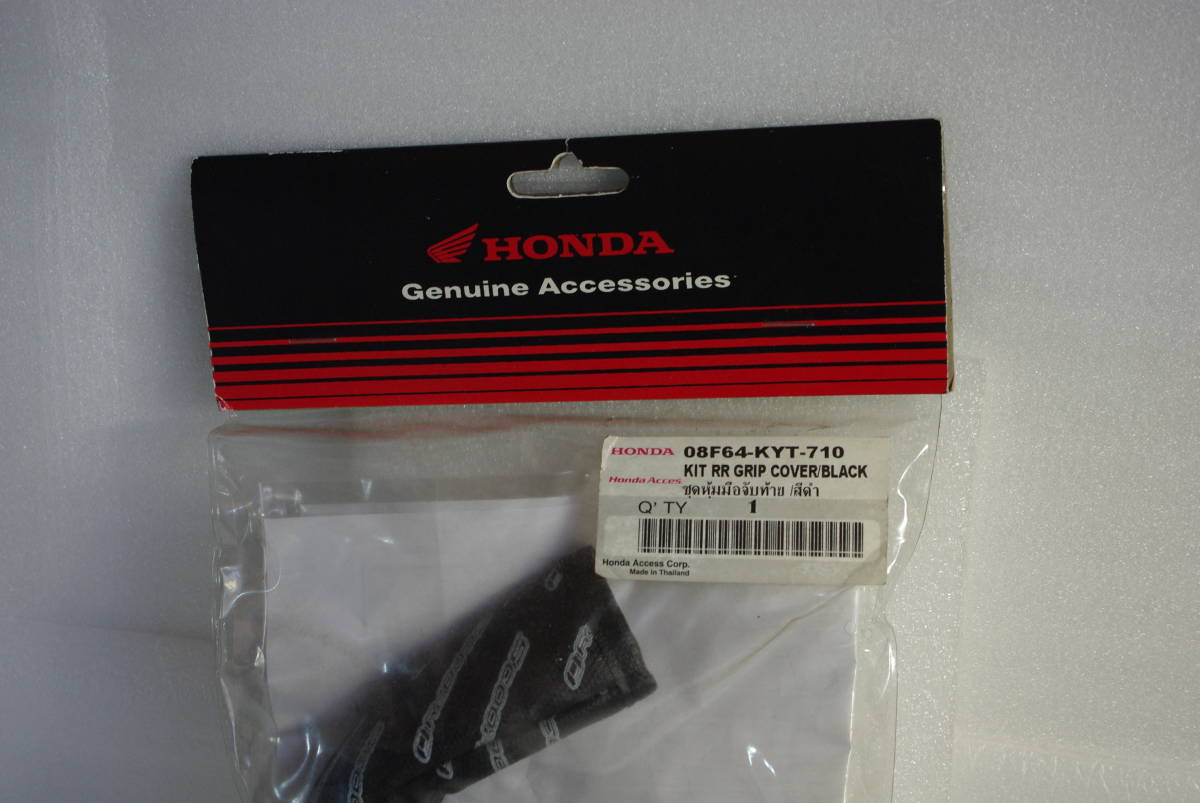 HONDA
Genuine Accessories
HONDA 08F64-KYT-710
KIT RR GRIP COVER/BLACK
Honda Acces
ชุดหุ้มมือจับท้าย /สีดำ
Q' TY 1
Honda Access Corp.
Made in Thailand